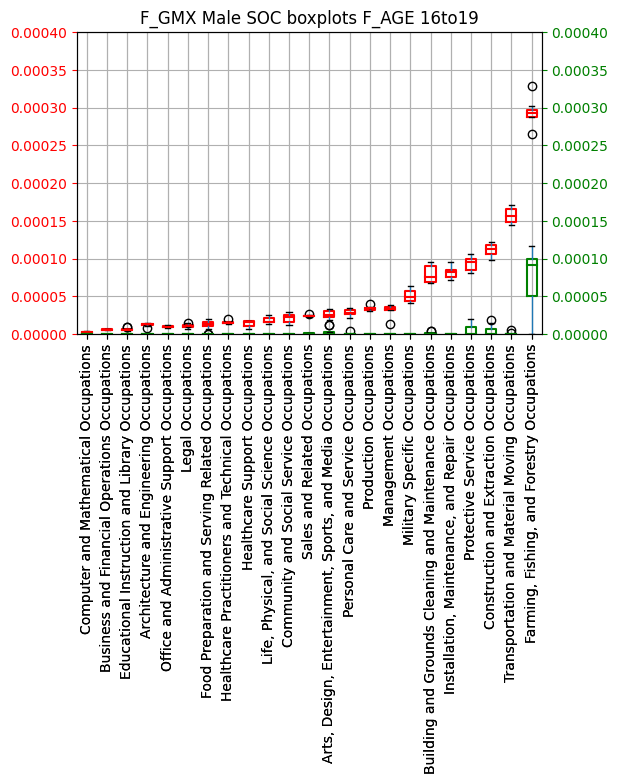 F_GMX Male SOC boxplots F_AGE 16to19
0.00040
0.00035
0.00030
0.00025
0.00020
0.00015
0.00010
0.00005
0.00000
0.00040
0.00035
0.00030
0.00025
0.00020
0.00015
0.00010
0.00005
0.00000
Computer and Mathematical Occupations
Business and Financial Operations Occupations
Educational Instruction and Library Occupations
Architecture and Engineering Occupations
Office and Administrative Support Occupations
Legal Occupations
Food Preparation and Serving Related Occupations
Healthcare Practitioners and Technical Occupations
Healthcare Support Occupations
Life, Physical, and Social Science Occupations
Community and Social Service Occupations
Sales and Related Occupations
Arts, Design, Entertainment, Sports, and Media Occupations
Personal Care and Service Occupations
Production Occupations
Management Occupations
Military Specific Occupations
Building and Grounds Cleaning and Maintenance Occupations
Installation, Maintenance, and Repair Occupations
Protective Service Occupations
Construction and Extraction Occupations
Transportation and Material Moving Occupations
Farming, Fishing, and Forestry Occupations